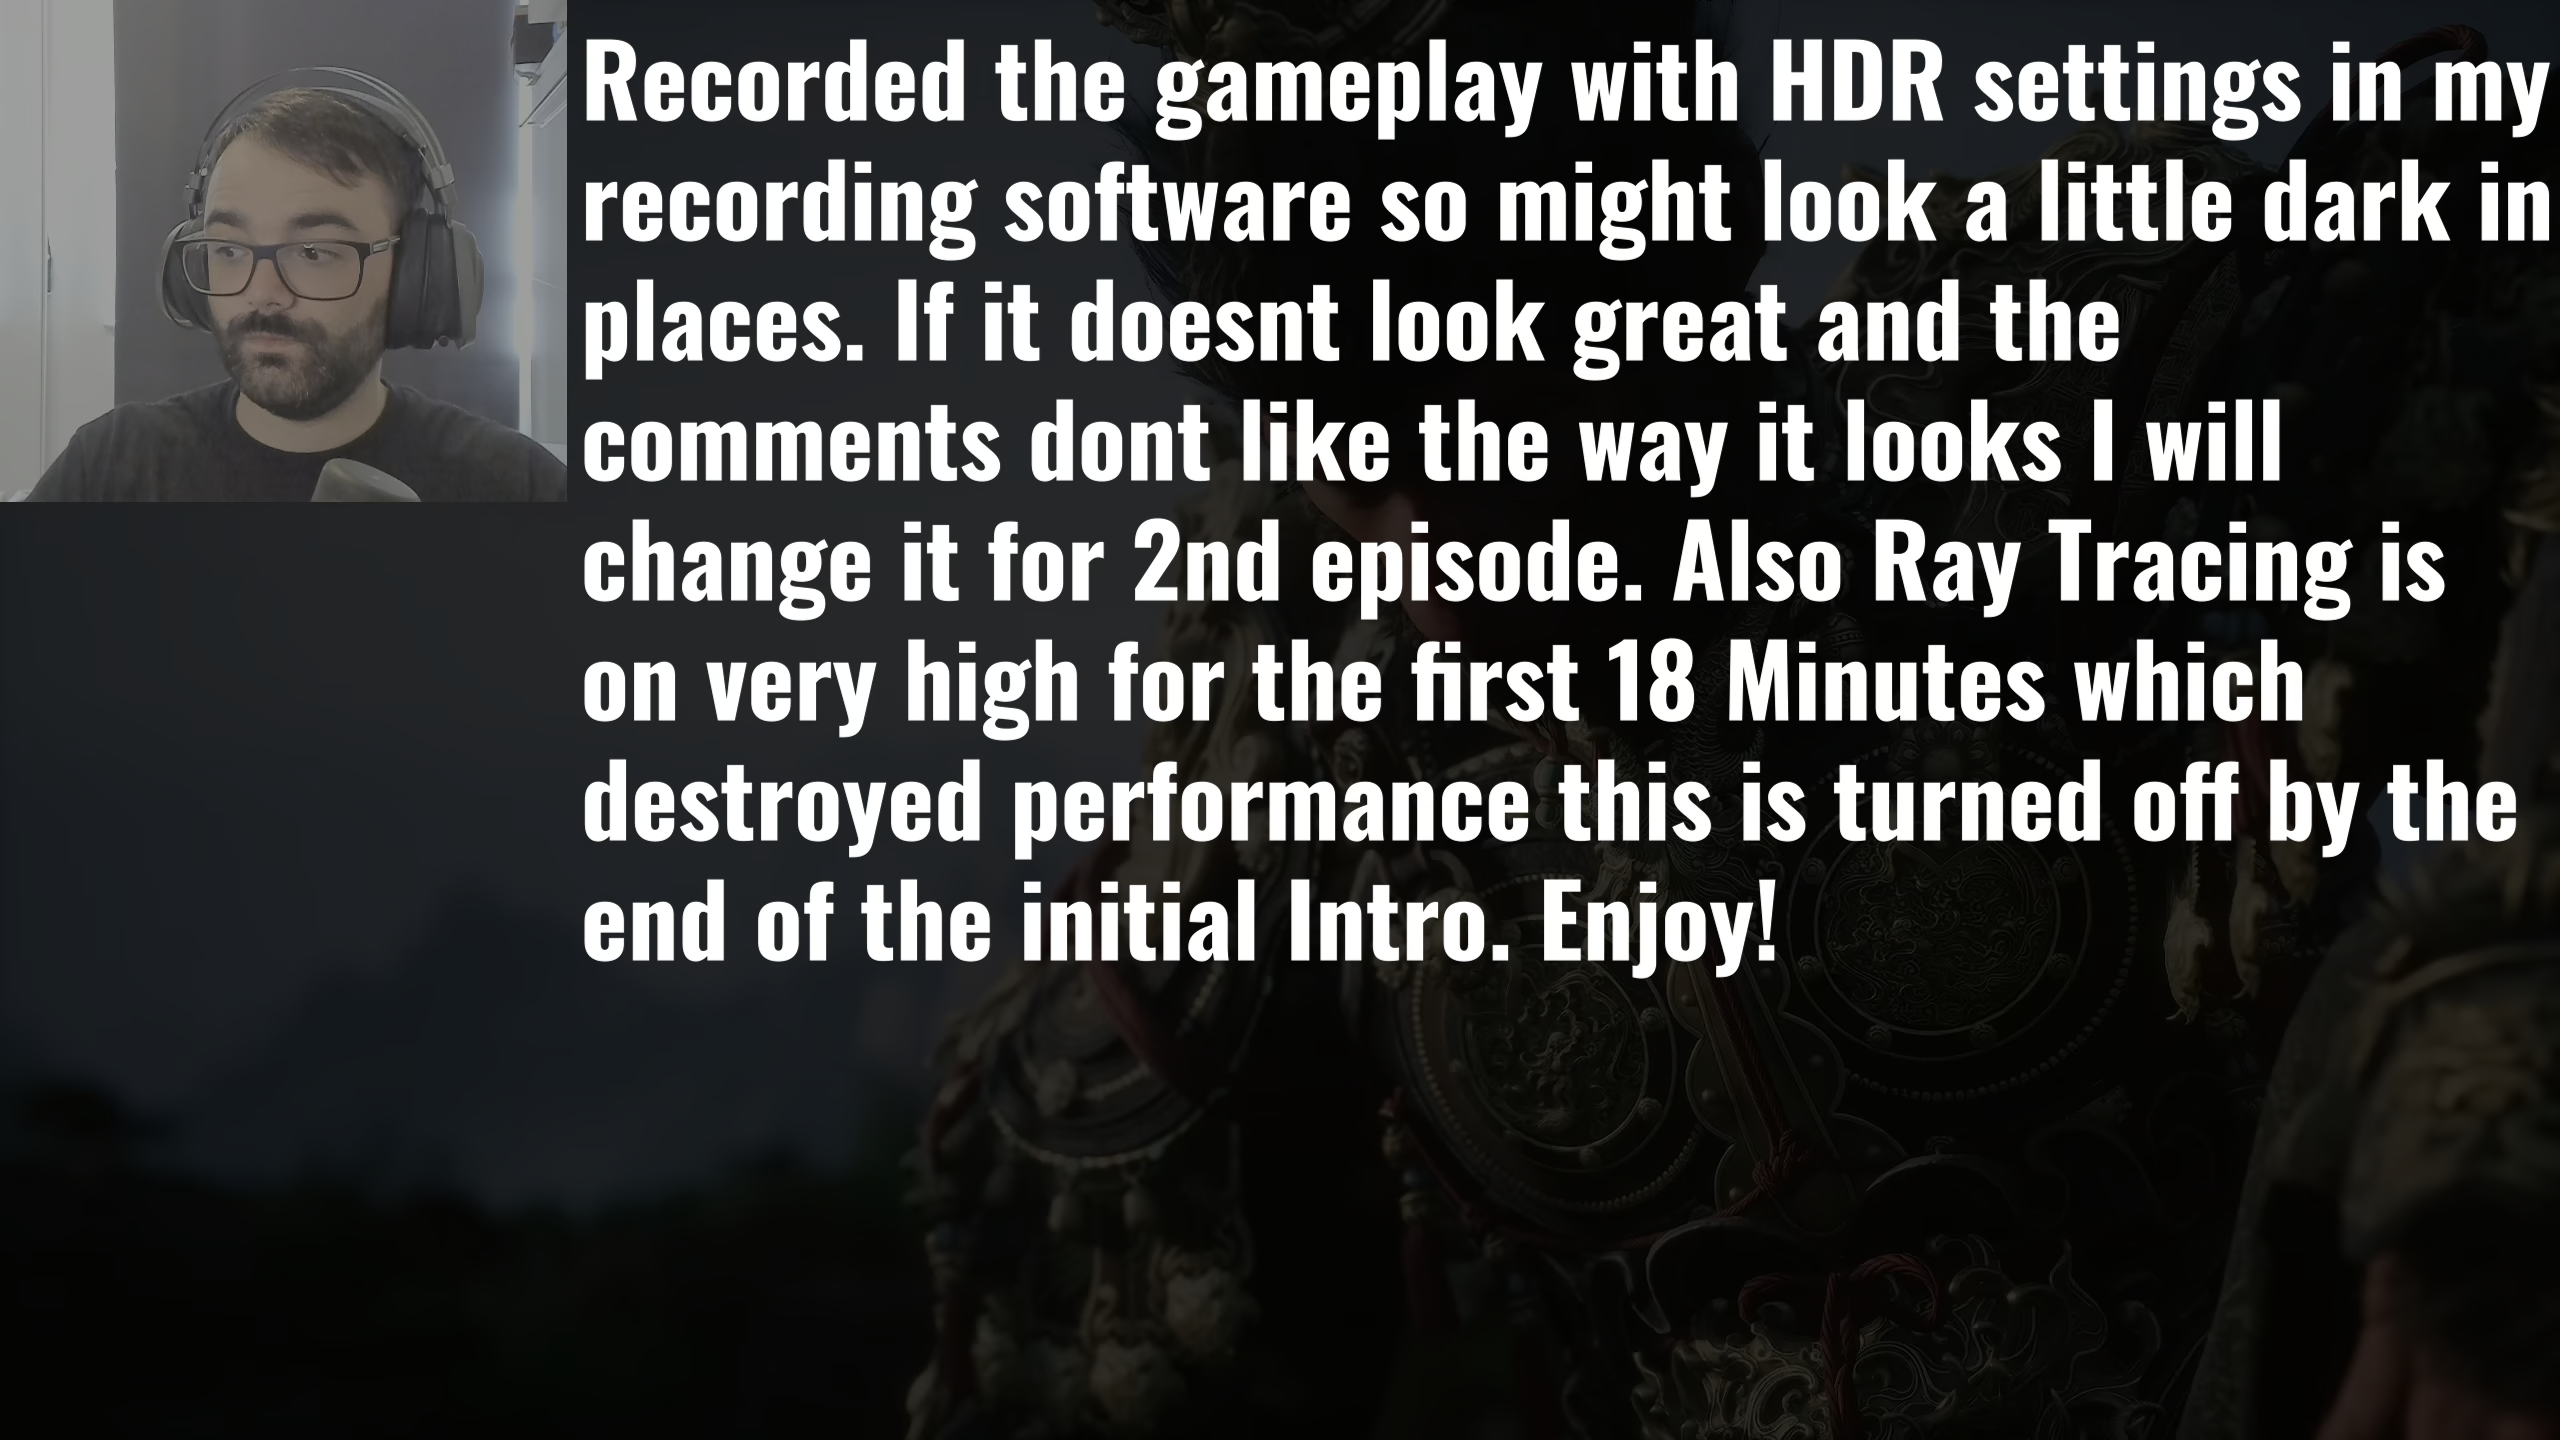 Recorded the gameplay with HDR settings in my
recording software so might look a little dark in
places. If it doesnt look great and the
comments dont like the way it looks I will
change it for 2nd episode. Also Ray Tracing is
on very high for the first 18 Minutes which
destroyed performance this is turned off by the
end of the initial Intro. Enjoy!